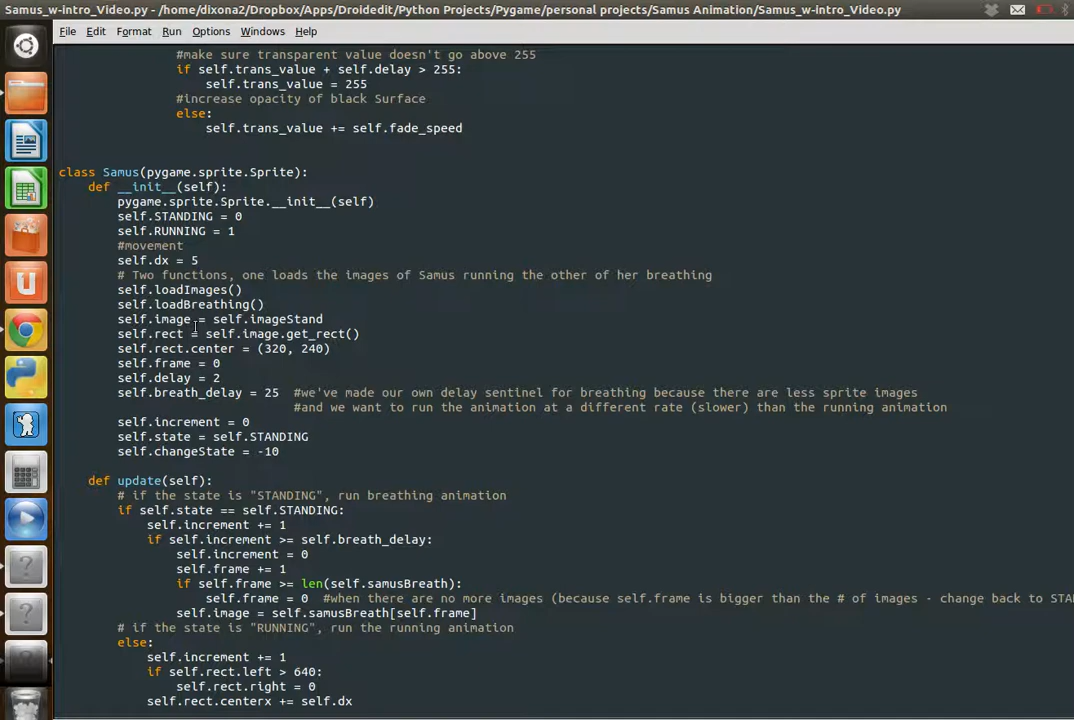 Samus_w-intro_Video.py - /home/dixona2/Dropbox/Apps/Droidedit/Python Projects/Pygame/personal projects/Samus Animation/Samus_w-intro_Video.py
File Edit Format Run Options Windows Help
#make sure transparent value doesn't go above 255
if self.trans_value + self.delay > 255:
self.trans_value = 255
#increase opacity of black Surface
else:
self.trans_value += self.fade_speed
class Samus(pygame.sprite.Sprite):
def __init__(self):
pygame.sprite.Sprite.__init__(self)
self.STANDING = 0
self.RUNNING = 1
#movement
self.dx = 5
# Two functions, one loads the images of Samus running the other of her breathing
self.loadImages()
self.loadBreathing()
self.image = self.imageStand
self.rect = self.image.get_rect()
self.rect.center = (320, 240)
self.frame = 0
self.delay = 2
self.breath_delay = 25  #we've made our own delay sentinel for breathing because there are less sprite images
#and we want to run the animation at a different rate (slower) than the running animation
self.increment = 0
self.state = self.STANDING
self.changeState = -10
def update(self):
# if the state is "STANDING", run breathing animation
if self.state == self.STANDING:
self.increment += 1
if self.increment >= self.breath_delay:
self.increment = 0
self.frame += 1
if self.frame >= len(self.samusBreath):
self.frame = 0  #when there are no more images (because self.frame is bigger than the # of images - change back to STA
self.image = self.samusBreath[self.frame]
# if the state is "RUNNING", run the running animation
else:
self.increment += 1
if self.rect.left > 640:
self.rect.right = 0
self.rect.centerx += self.dx